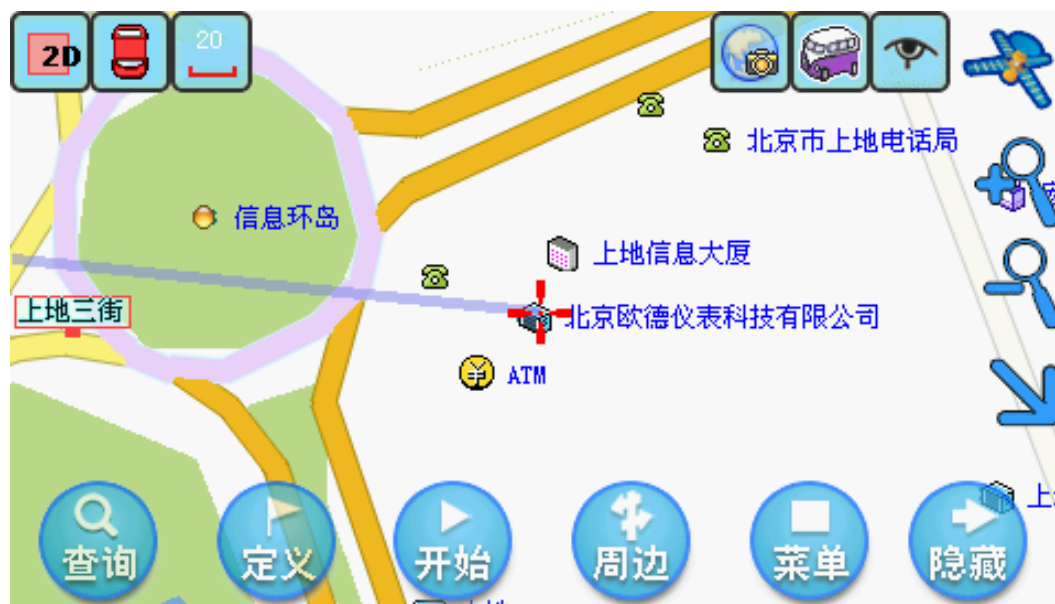 2D
20
北京市上地电话局
信息环岛
上地信息大厦
上地三街
北京欧德仪表科技有限公司
ATM
上
查询
定义
开始
周边
菜单
隐藏